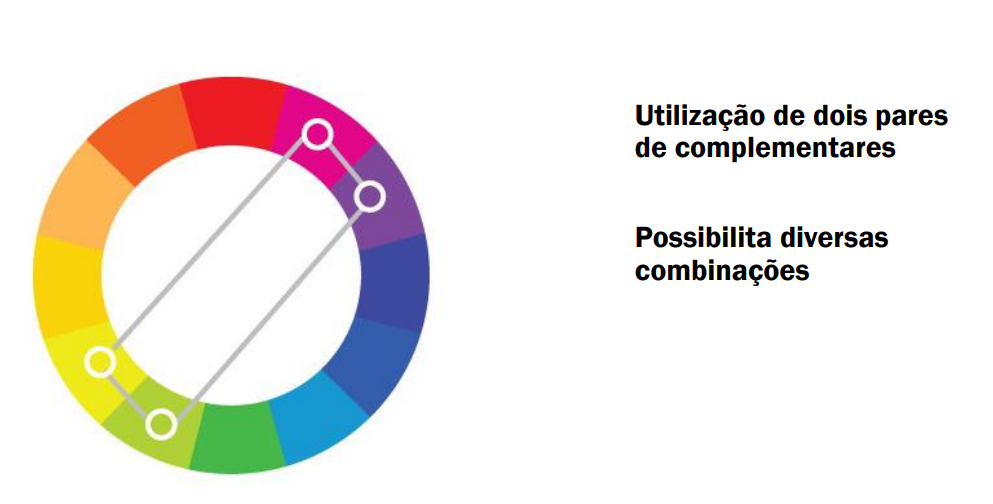 Utilização de dois pares
de complementares
Possibilita diversas
combinações